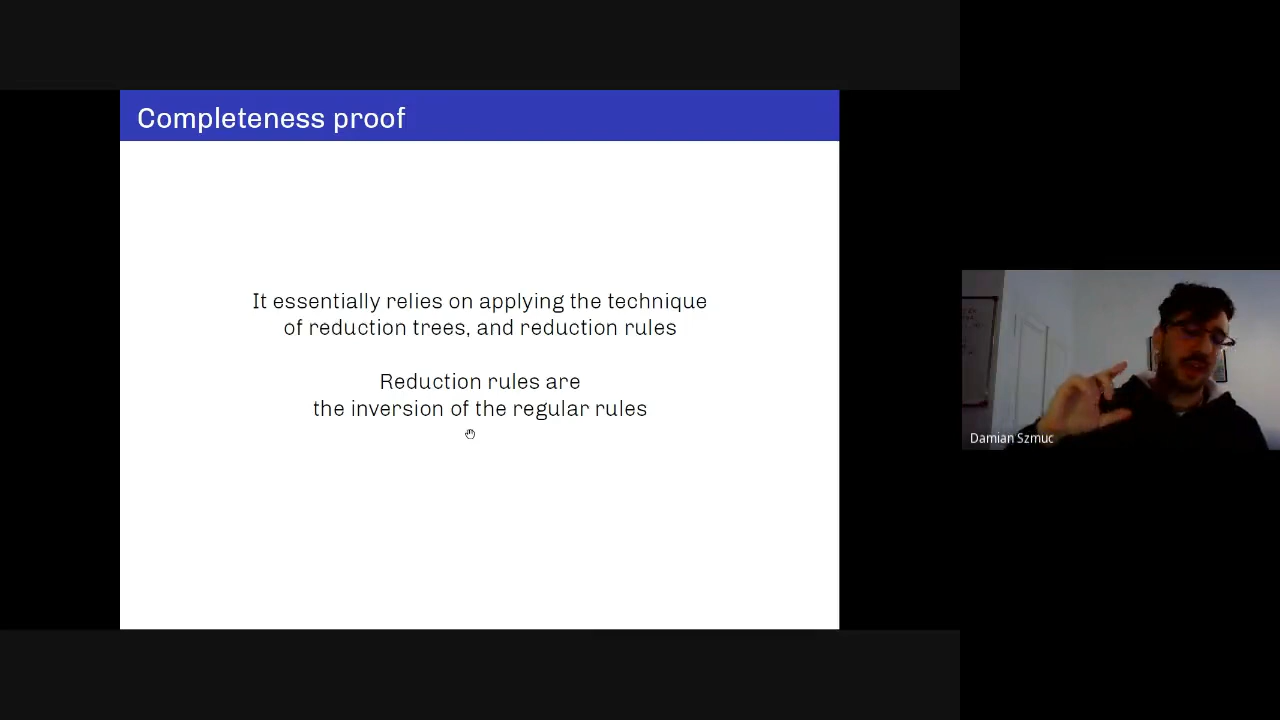 Completeness proof
It essentially relies on applying the technique
of reduction trees, and reduction rules
Reduction rules are
the inversion of the regular rules
Damian Szmuc